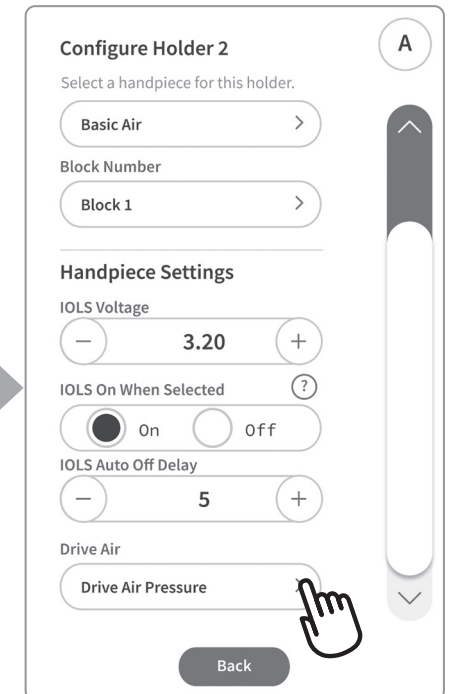 Configure Holder 2
A
Select a handpiece for this holder.
Basic Air
Block Number
Block 1
Handpiece Settings
IOLS Voltage
− 3.20 +
IOLS On When Selected ?
On Off
IOLS Auto Off Delay
− 5 +
Drive Air
Drive Air Pressure
Back